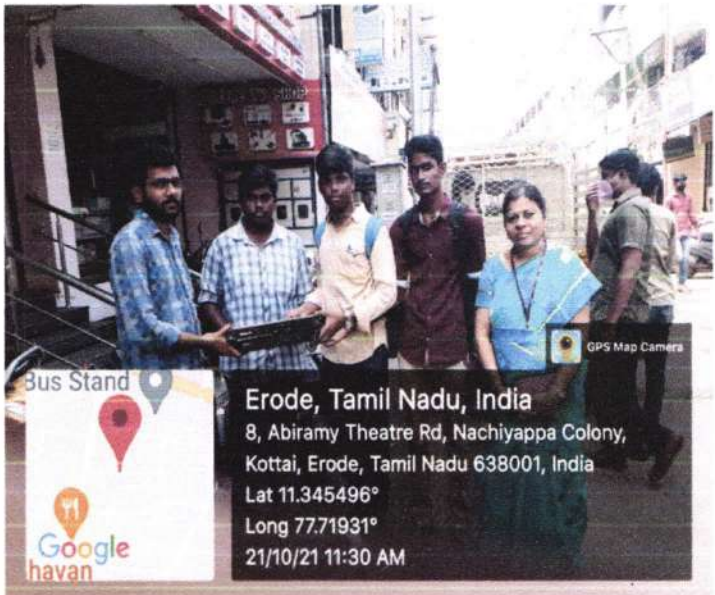 SHOP
GPS Map Camera
Bus Stand
Google
havan
Erode, Tamil Nadu, India
8, Abiramy Theatre Rd, Nachiyappa Colony,
Kottai, Erode, Tamil Nadu 638001, India
Lat 11.345496°
Long 77.71931°
21/10/21 11:30 AM